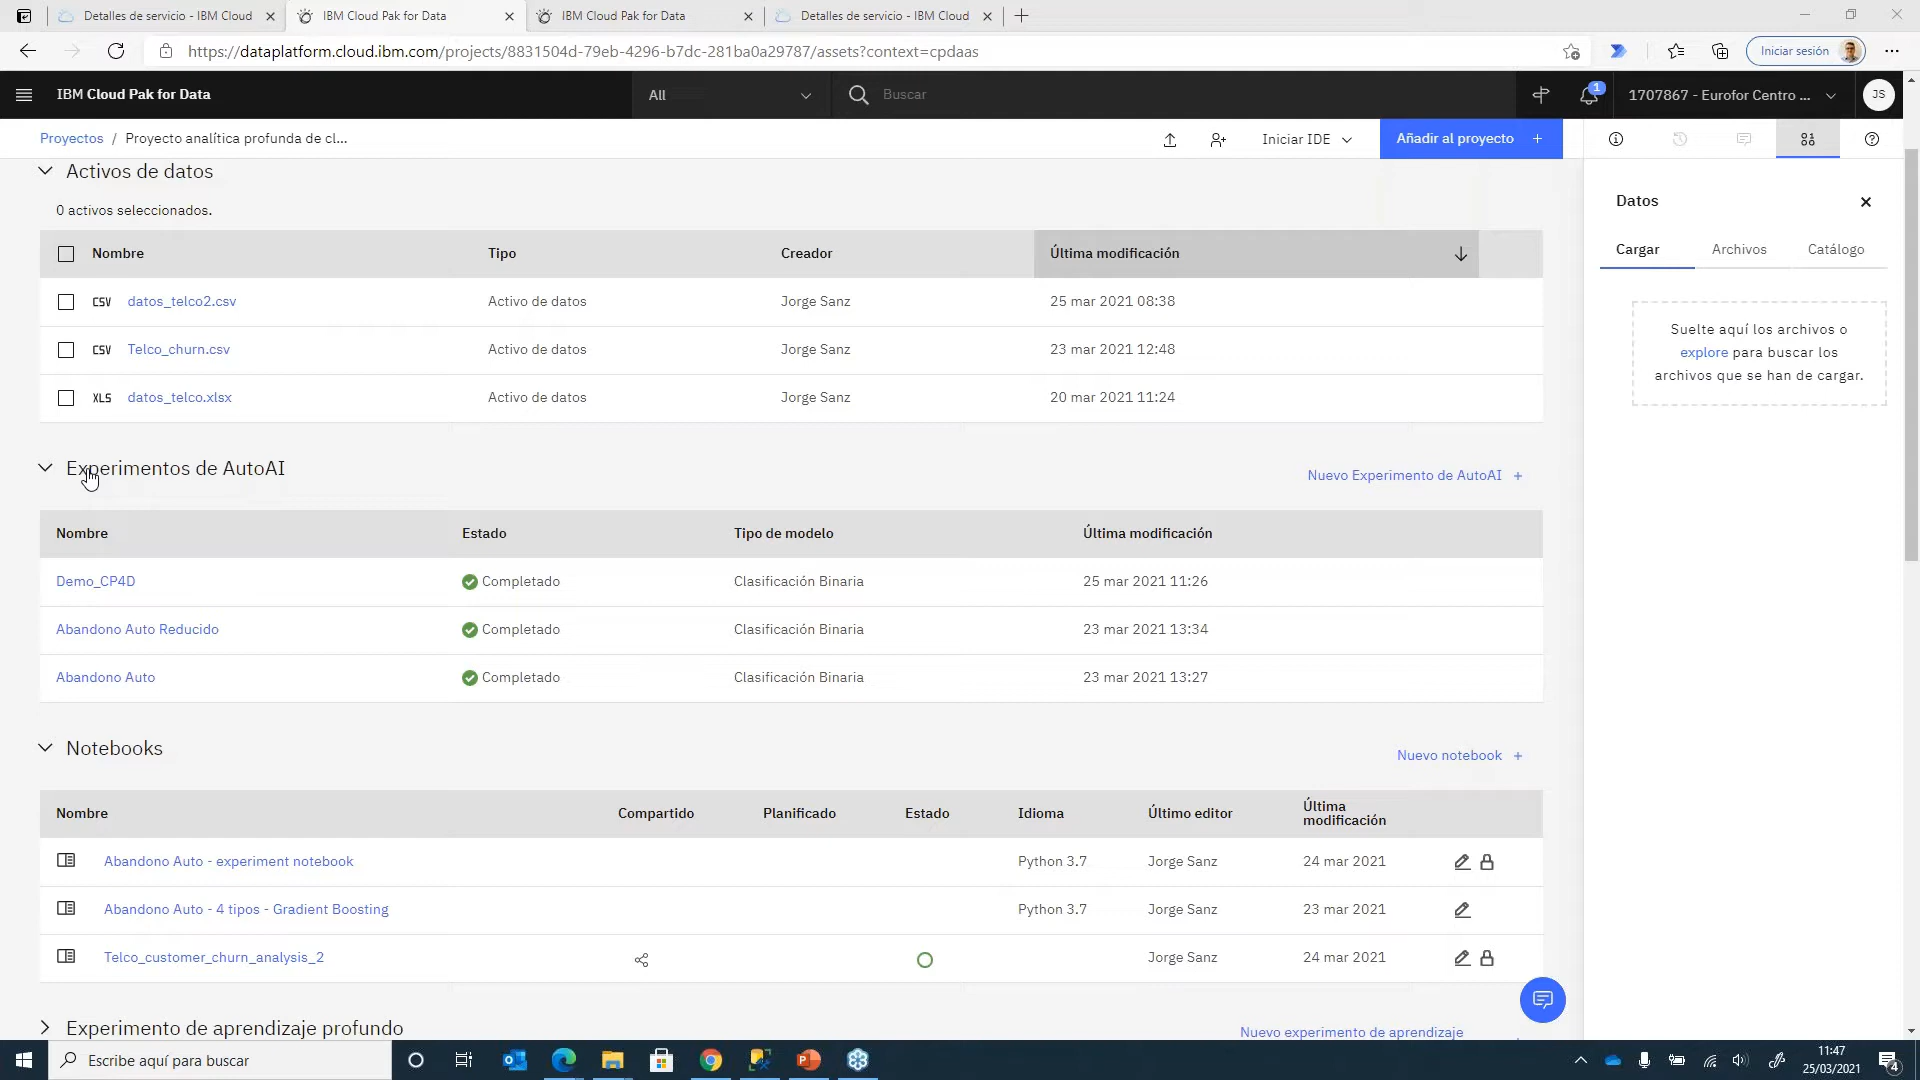 Detalles de servicio - IBM Cloud
IBM Cloud Pak for Data
IBM Cloud Pak for Data
Detalles de servicio - IBM Cloud
https://dataplatform.cloud.ibm.com/projects/8831504d-79eb-4296-b7dc-281ba0a29787/assets?context=cpdaas
Iniciar sesión
IBM Cloud Pak for Data
All
Buscar
1
1707867 - Eurofor Centro ...
JS
Proyectos / Proyecto analítica profunda de cl...
Iniciar IDE
Añadir al proyecto +
Activos de datos
0 activos seleccionados.
Nombre Tipo Creador Última modificación
CSV datos_telco2.csv Activo de datos Jorge Sanz 25 mar 2021 08:38
CSV Telco_churn.csv Activo de datos Jorge Sanz 23 mar 2021 12:48
XLS datos_telco.xlsx Activo de datos Jorge Sanz 20 mar 2021 11:24
Experimentos de AutoAI
Nuevo Experimento de AutoAI +
Nombre Estado Tipo de modelo Última modificación
Demo_CP4D Completado Clasificación Binaria 25 mar 2021 11:26
Abandono Auto Reducido Completado Clasificación Binaria 23 mar 2021 13:34
Abandono Auto Completado Clasificación Binaria 23 mar 2021 13:27
Notebooks
Nuevo notebook +
Nombre Compartido Planificado Estado Idioma Último editor Última
modificación
Abandono Auto - experiment notebook Python 3.7 Jorge Sanz 24 mar 2021
Abandono Auto - 4 tipos - Gradient Boosting Python 3.7 Jorge Sanz 23 mar 2021
Telco_customer_churn_analysis_2 Jorge Sanz 24 mar 2021
Experimento de aprendizaje profundo
Nuevo experimento de aprendizaje
Datos
Cargar Archivos Catálogo
Suelte aquí los archivos o
explore para buscar los
archivos que se han de cargar.
Escribe aquí para buscar
11:47
25/03/2021
4